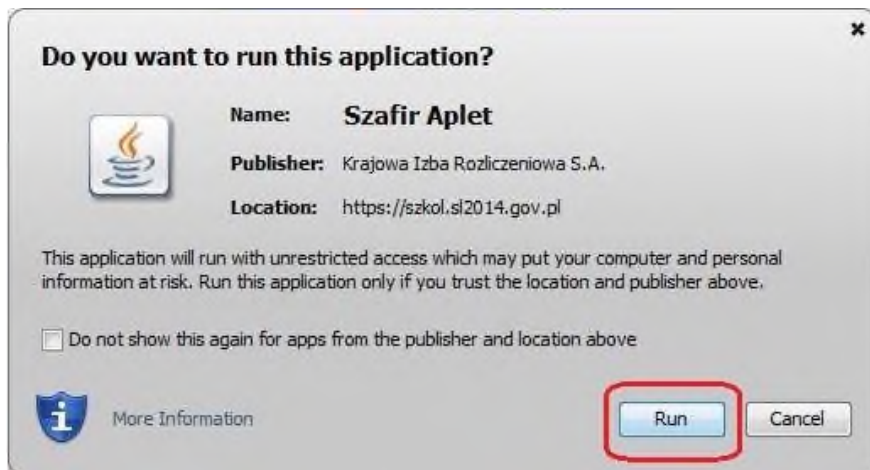 Do you want to run this application?
Name: Szafir Aplet
Publisher: Krajowa Izba Rozliczeniowa S.A.
Location: https://szkol.sl2014.gov.pl
This application will run with unrestricted access which may put your computer and personal
information at risk. Run this application only if you trust the location and publisher above.
Do not show this again for apps from the publisher and location above
More Information
Run
Cancel